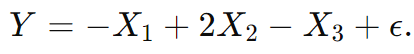 Y = −X₁ + 2X₂ − X₃ + ϵ.